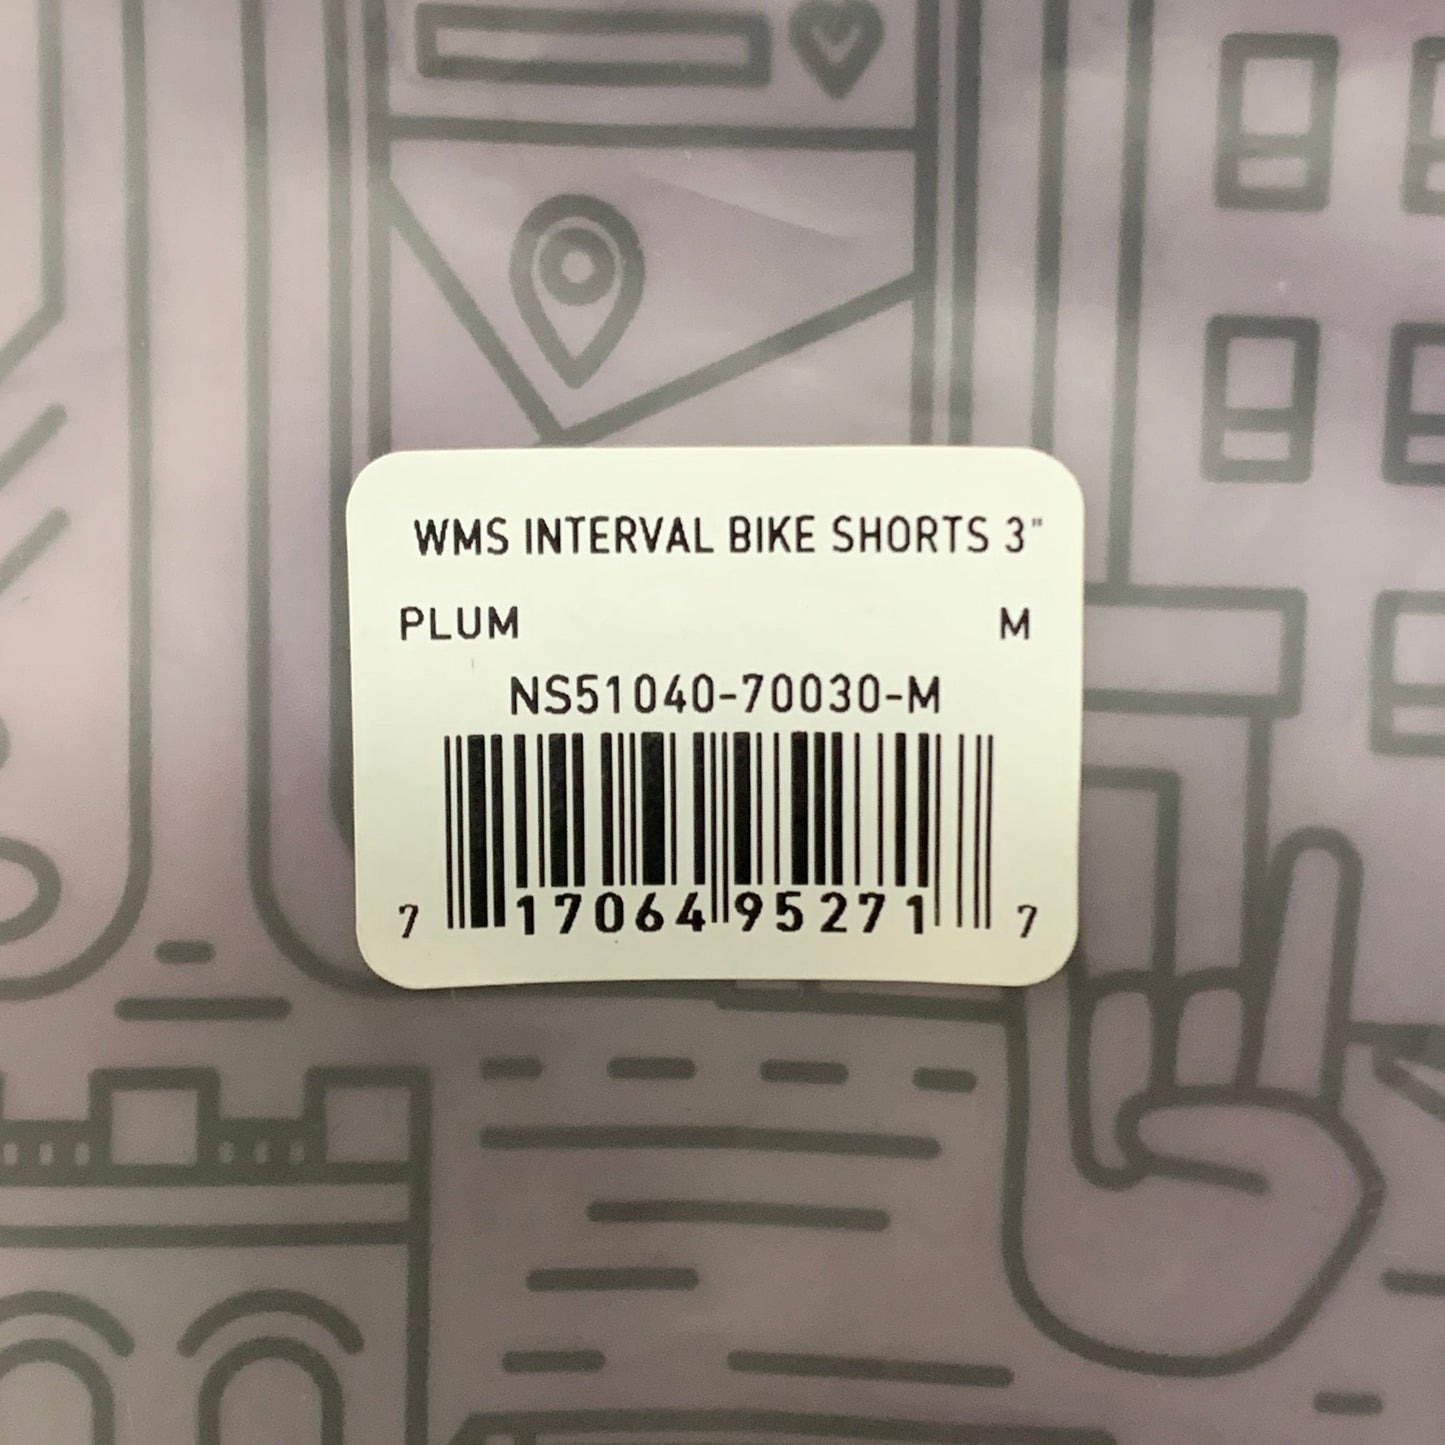 WMS INTERVAL BIKE SHORTS 3"
PLUM M
NS51040-70030-M
7 17064 95271 7